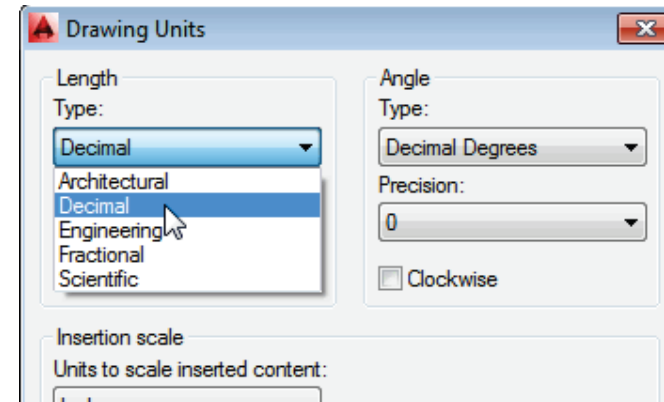 Drawing Units
Length
Type:
Decimal
Architectural
Decimal
Engineering
Fractional
Scientific
Angle
Type:
Decimal Degrees
Precision:
0
Clockwise
Insertion scale
Units to scale inserted content: